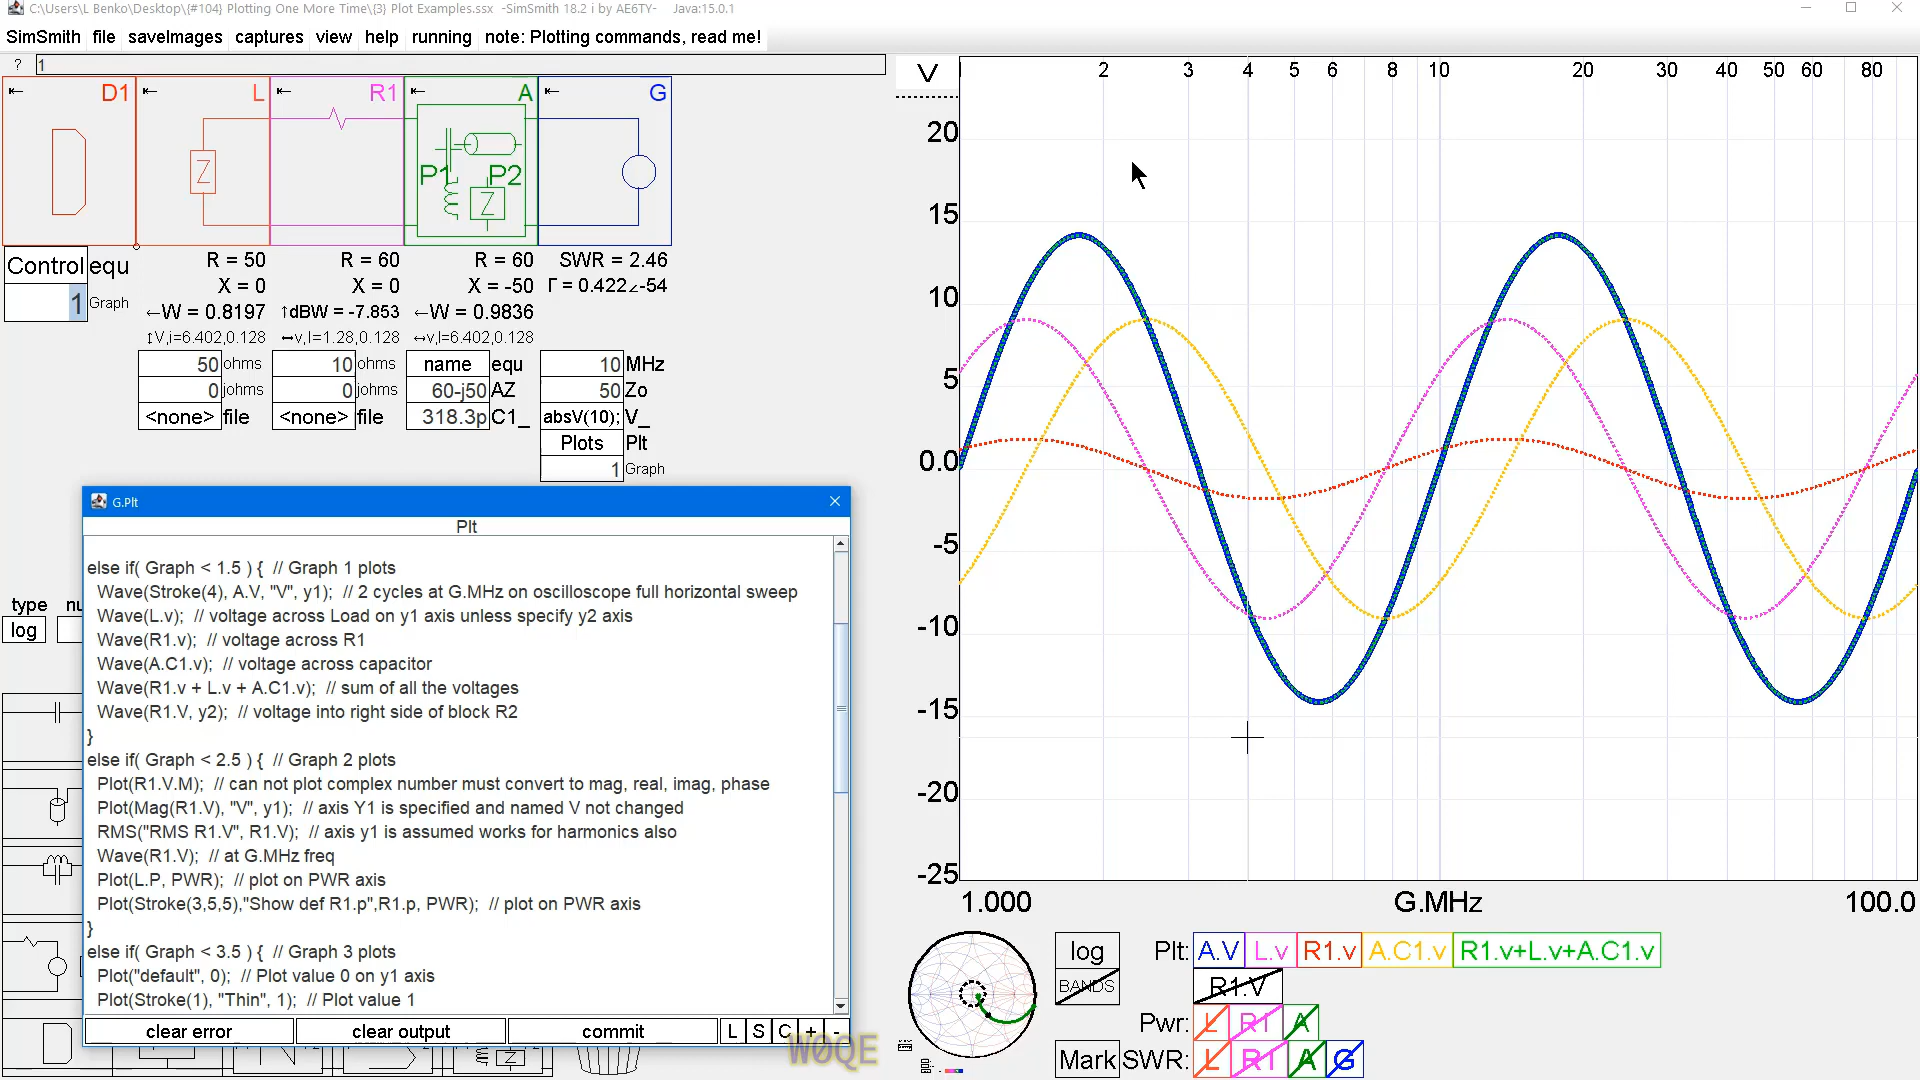 C:\Users\L Benko\Desktop\{#104} Plotting One More Time\{3} Plot Examples.ssx -SimSmith 18.2 i by AE6TY- Java:15.0.1
SimSmith file saveImages captures view help running note: Plotting commands, read me!
? 1
D1 L R1 A G
Z P1 P2 Z
Control equ
1 Graph
R = 50 R = 60 R = 60 SWR = 2.46
X = 0 X = 0 X = -50 Γ = 0.422∠-54
←W = 0.8197 ↑dBW = -7.853 ←W = 0.9836
↕V,i=6.402,0.128 ↔v,I=1.28,0.128 ↔v,I=6.402,0.128
50 ohms 10 ohms name equ 10 MHz
0 johms 0 johms 60-j50 AZ 50 Zo
<none> file <none> file 318.3p C1_ absV(10); V_
Plots Plt
1 Graph
type nu
log
G.Plt
Plt
else if( Graph < 1.5 ) { // Graph 1 plots
Wave(Stroke(4), A.V, "V", y1); // 2 cycles at G.MHz on oscilloscope full horizontal sweep
Wave(L.v); // voltage across Load on y1 axis unless specify y2 axis
Wave(R1.v); // voltage across R1
Wave(A.C1.v); // voltage across capacitor
Wave(R1.v + L.v + A.C1.v); // sum of all the voltages
Wave(R1.V, y2); // voltage into right side of block R2
}
else if( Graph < 2.5 ) { // Graph 2 plots
Plot(R1.V.M); // can not plot complex number must convert to mag, real, imag, phase
Plot(Mag(R1.V), "V", y1); // axis Y1 is specified and named V not changed
RMS("RMS R1.V", R1.V); // axis y1 is assumed works for harmonics also
Wave(R1.V); // at G.MHz freq
Plot(L.P, PWR); // plot on PWR axis
Plot(Stroke(3,5,5),"Show def R1.p",R1.p, PWR); // plot on PWR axis
}
else if( Graph < 3.5 ) { // Graph 3 plots
Plot("default", 0); // Plot value 0 on y1 axis
Plot(Stroke(1), "Thin", 1); // Plot value 1
clear error clear output commit L S C + -
Z
W0QE
V 2 3 4 5 6 8 10 20 30 40 50 60 80
20
15
10
5
0.0
-5
-10
-15
-20
-25
1.000 G.MHz 100.0
log Plt: A.V L.v R1.v A.C1.v R1.v+L.v+A.C1.v
BANDS R1.V
Pwr: L R1 A
Mark SWR: L R1 A G